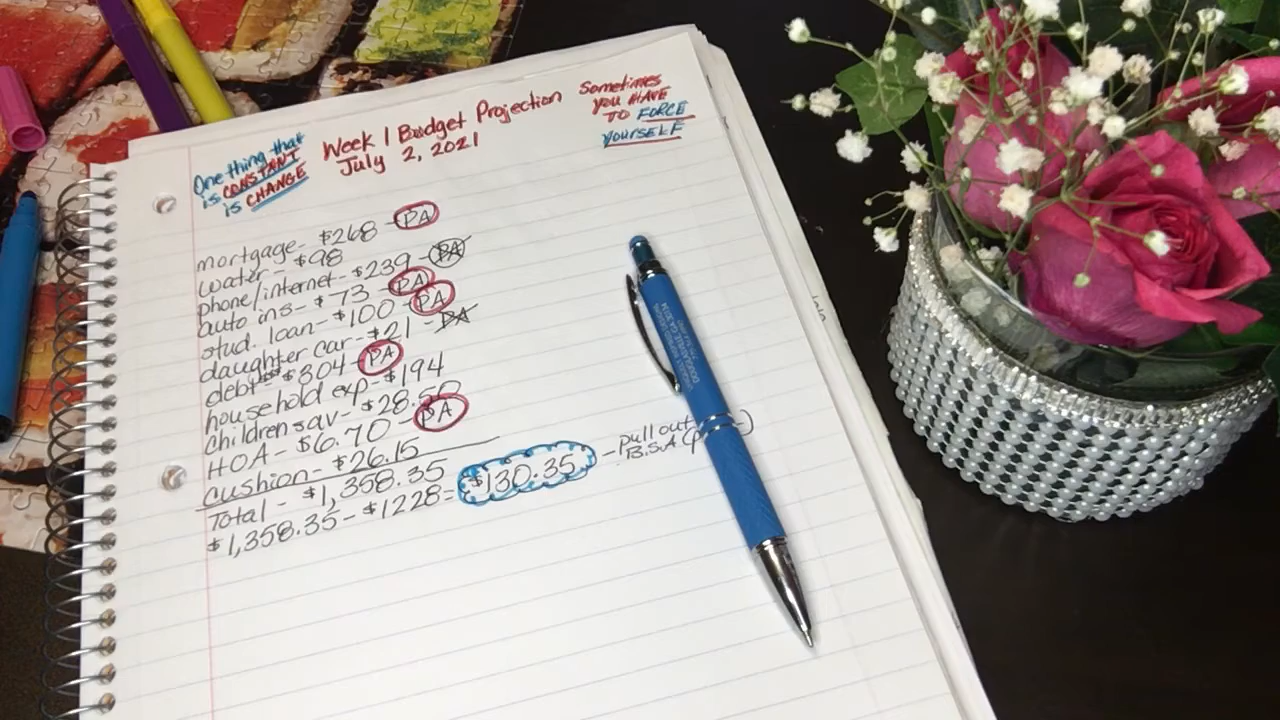 One thing that
is CONSTANT
is CHANGE
Week 1 Budget Projection
July 2, 2021
Sometimes
you HAVE
TO FORCE
YOURSELF
mortgage - $268 - PA
water - $98
phone/internet - $239 - PA
auto ins - $73 - PA
stud. loan - $100 - PA
daughter car - $21 - PA
debt - $304 - PA
household exp - $194
Children sav - $28.50
HOA - $6.70 - PA
cushion - $26.15
Total - $1,358.35
$1,358.35 - $1228 = $130.35 - pull out
B.S.A (